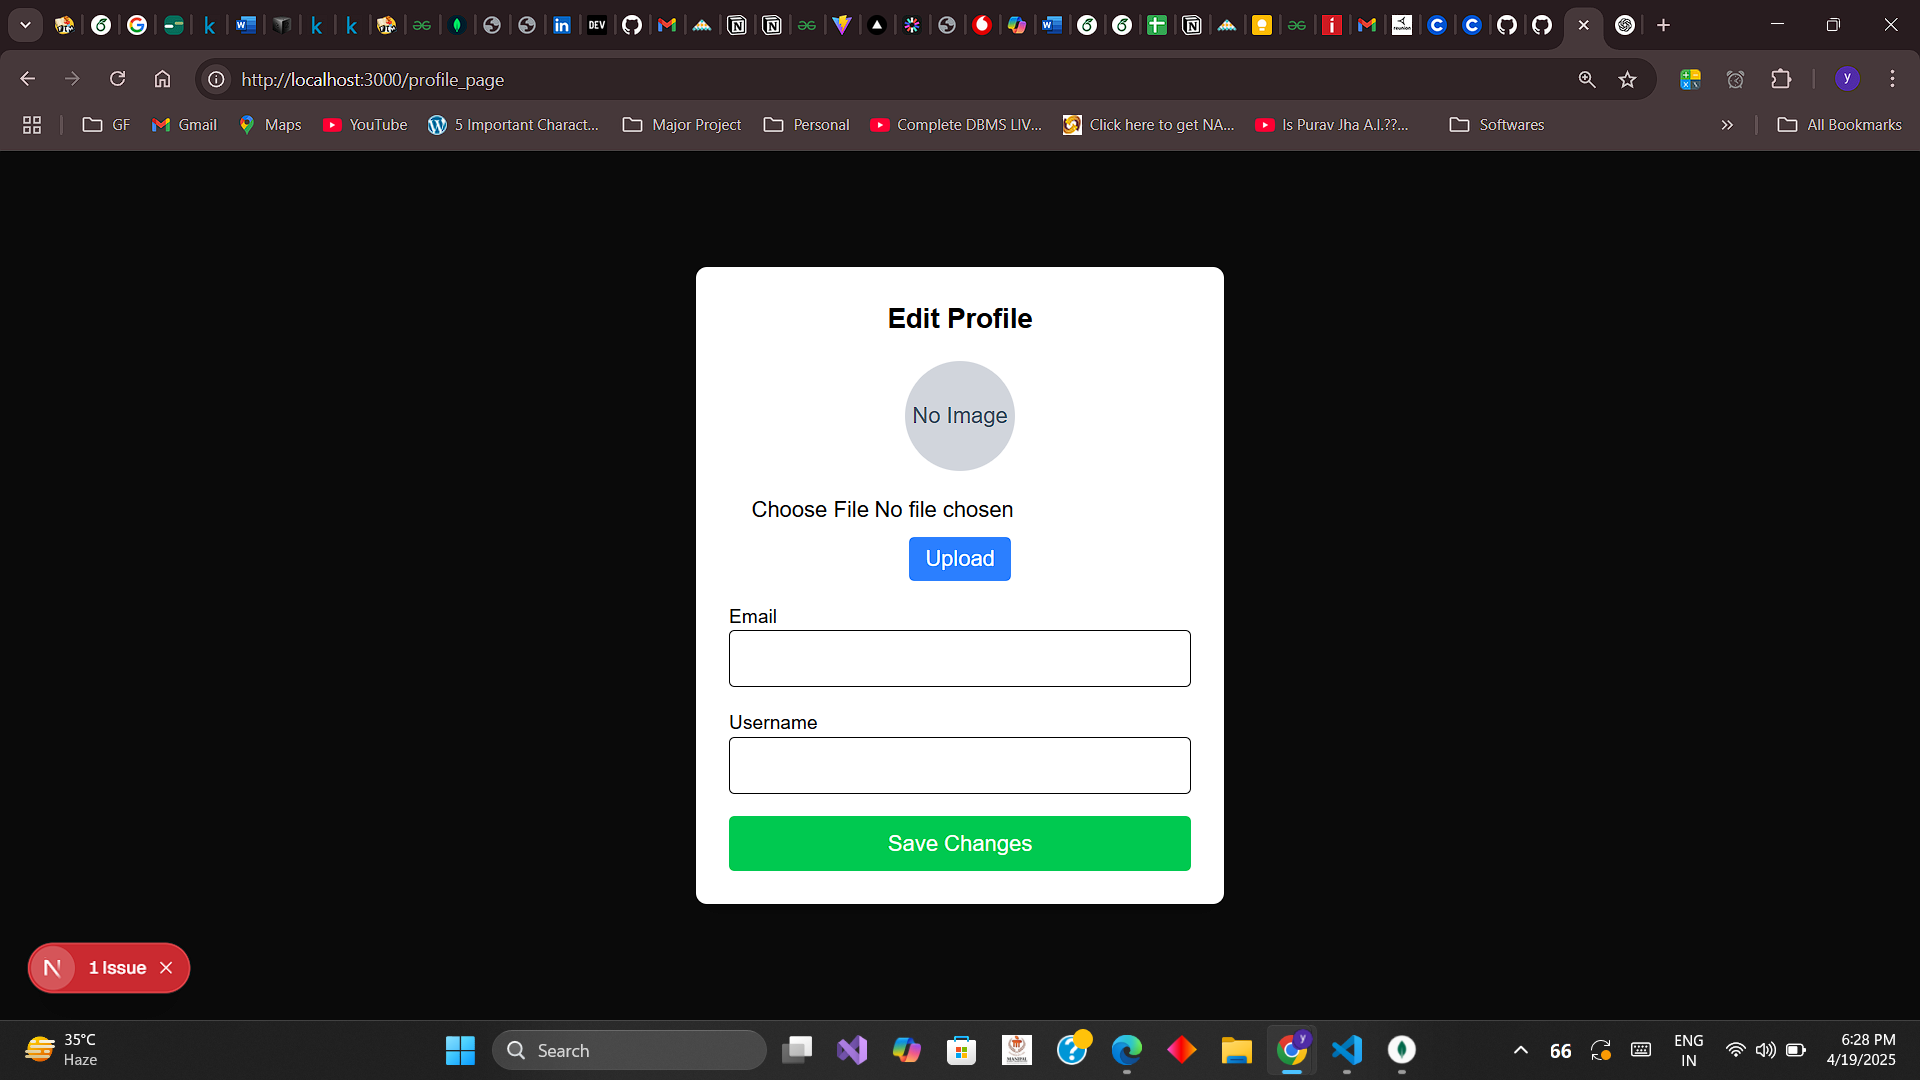 http://localhost:3000/profile_page
y
GF
Gmail
Maps
YouTube
5 Important Charact...
Major Project
Personal
Complete DBMS LIV...
Click here to get NA...
Is Purav Jha A.I.??...
Softwares
All Bookmarks
Edit Profile
No Image
Choose File No file chosen
Upload
Email
Username
Save Changes
N 1 Issue
35°C
Haze
Search
66
ENG
IN
6:28 PM
4/19/2025